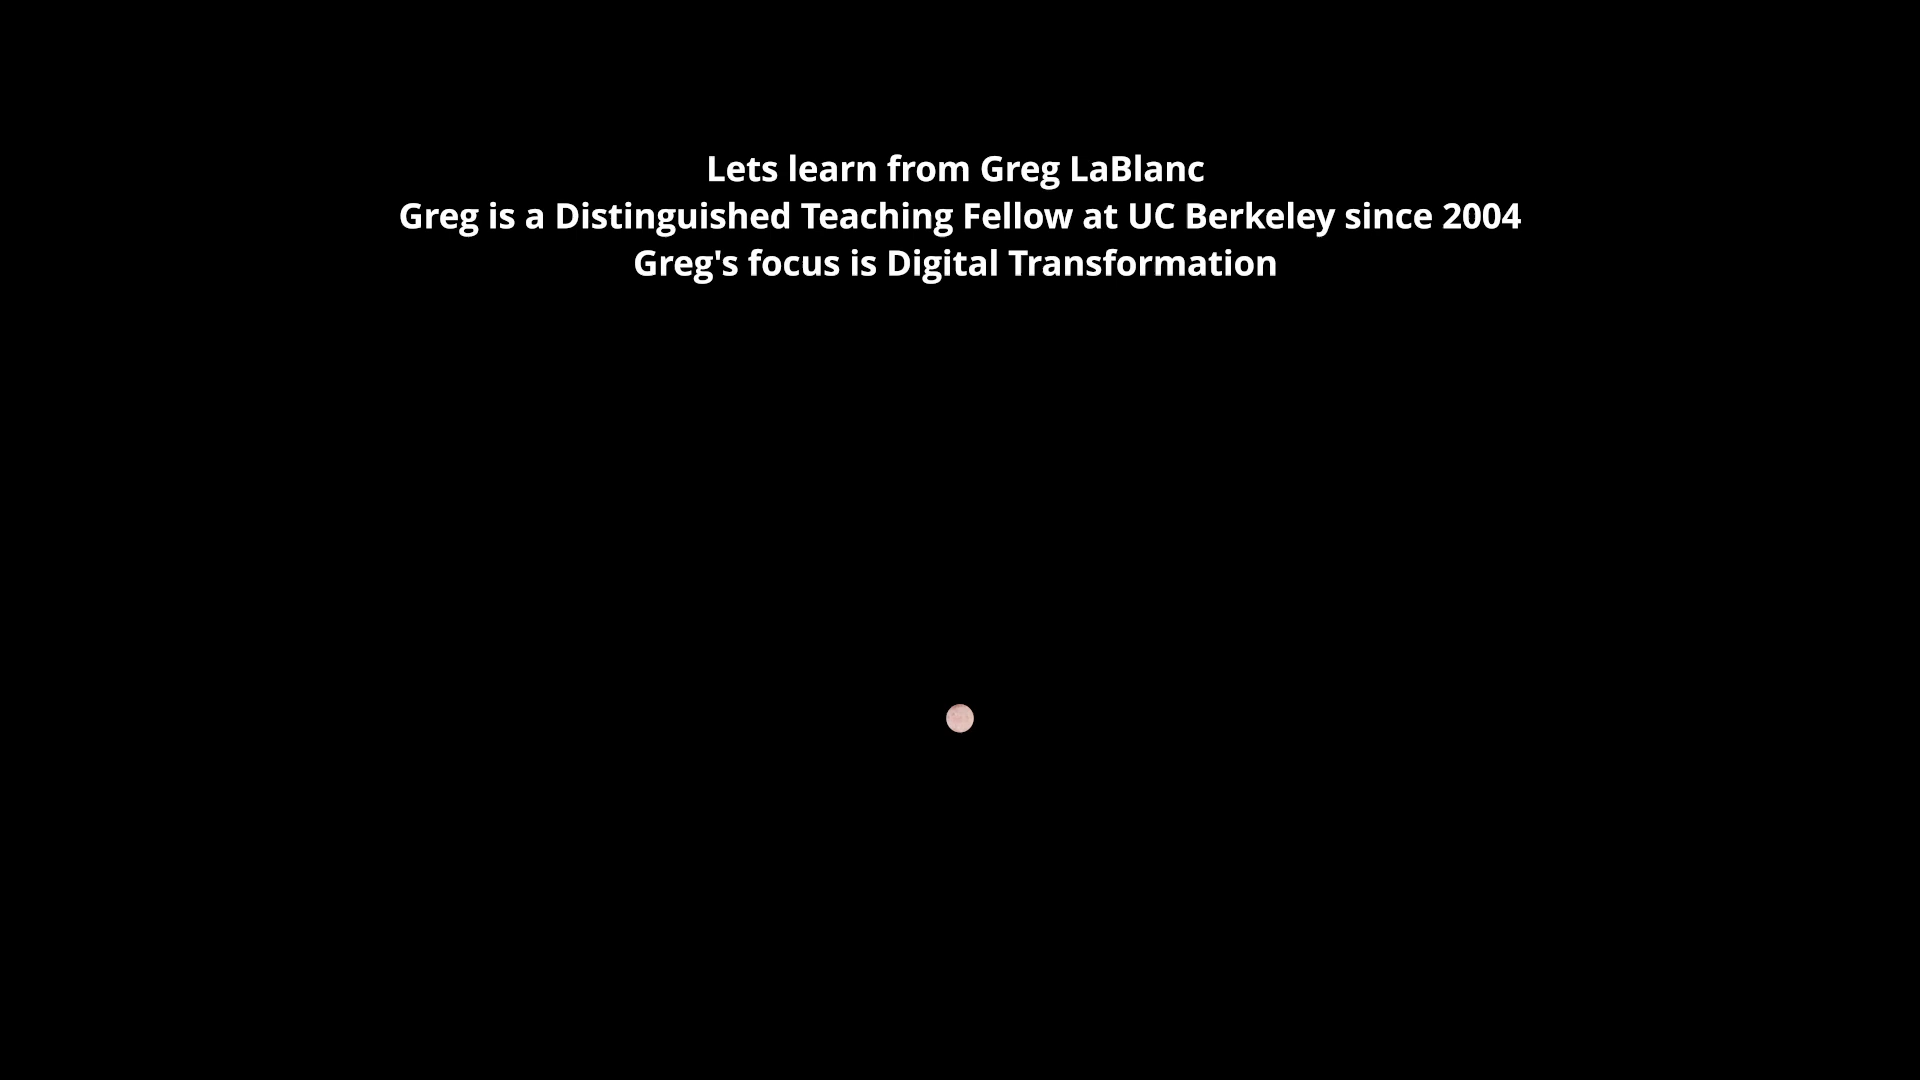 Lets learn from Greg LaBlanc
Greg is a Distinguished Teaching Fellow at UC Berkeley since 2004
Greg's focus is Digital Transformation